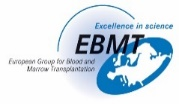 Excellence in science
EBMT
European Group for Blood and
Marrow Transplantation